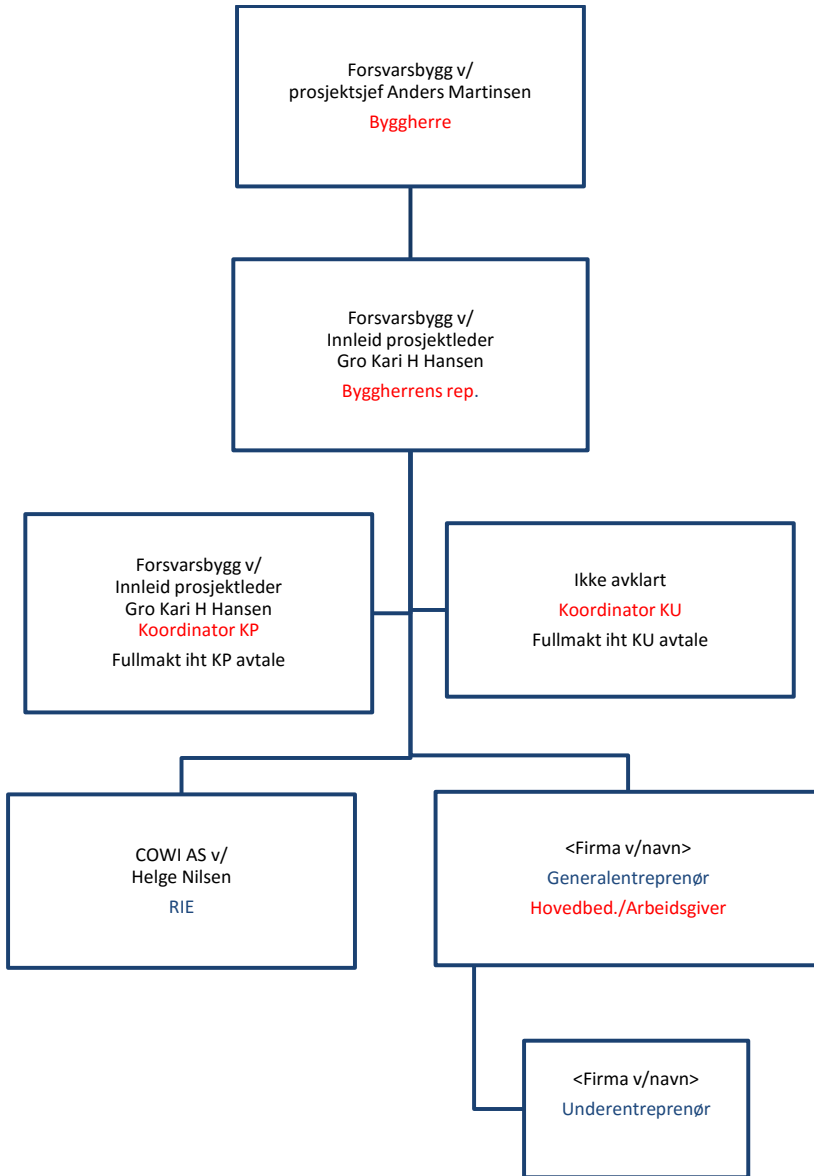 Forsvarsbygg v/
prosjektsjef Anders Martinsen
Byggherre
Forsvarsbygg v/
Innleid prosjektleder
Gro Kari H Hansen
Byggherrens rep.
Forsvarsbygg v/
Innleid prosjektleder
Gro Kari H Hansen
Koordinator KP
Fullmakt iht KP avtale
Ikke avklart
Koordinator KU
Fullmakt iht KU avtale
COWI AS v/
Helge Nilsen
RIE
<Firma v/navn>
Generalentreprenør
Hovedbed./Arbeidsgiver
<Firma v/navn>
Underentreprenør